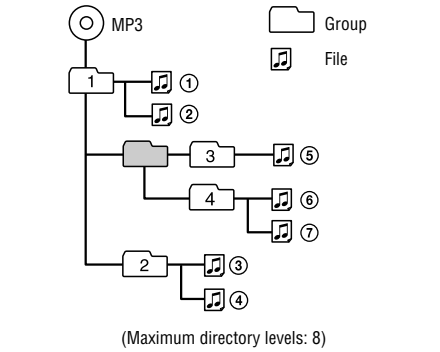 MP3
Group
File
1
①
②
3
⑤
4
⑥
⑦
2
③
④
(Maximum directory levels: 8)